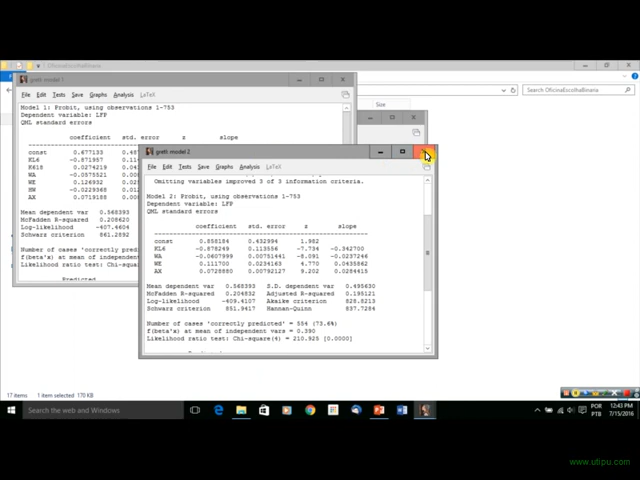 OficinaEscolhaBinaria
Search OficinaEscolhaBinaria
Size
gretl: model 1
File Edit Tests Save Graphs Analysis LaTeX
Model 1: Probit, using observations 1-753
Dependent variable: LFP
QML standard errors
coefficient std. error z slope
const 0.677133
KL6 -0.871957
K618 0.0274219
WA -0.0575521
WE 0.126932
HW -0.0229368
AX 0.0719188
Mean dependent var 0.568393
McFadden R-squared 0.208620
Log-likelihood -407.4604
Schwarz criterion 861.2892
Number of cases 'correctly predicted'
f(beta'x) at mean of independent
Likelihood ratio test: Chi-square
Predicted
gretl: model 2
File Edit Tests Save Graphs Analysis LaTeX
Omitting variables improved 3 of 3 information criteria.
Model 2: Probit, using observations 1-753
Dependent variable: LFP
QML standard errors
coefficient std. error z slope
const 0.858184 0.432994 1.982
KL6 -0.878249 0.113556 -7.734 -0.342700
WA -0.0607999 0.00751441 -8.091 -0.0237246
WE 0.111700 0.0234163 4.770 0.0435862
AX 0.0728880 0.00792127 9.202 0.0284415
Mean dependent var 0.568393 S.D. dependent var 0.495630
McFadden R-squared 0.204832 Adjusted R-squared 0.195121
Log-likelihood -409.4107 Akaike criterion 828.8213
Schwarz criterion 851.9417 Hannan-Quinn 837.7284
Number of cases 'correctly predicted' = 554 (73.6%)
f(beta'x) at mean of independent vars = 0.390
Likelihood ratio test: Chi-square(4) = 210.925 [0.0000]
17 items 1 item selected 170 KB
Search the web and Windows
POR
PTB
12:43 PM
7/15/2016
www.utipu.com